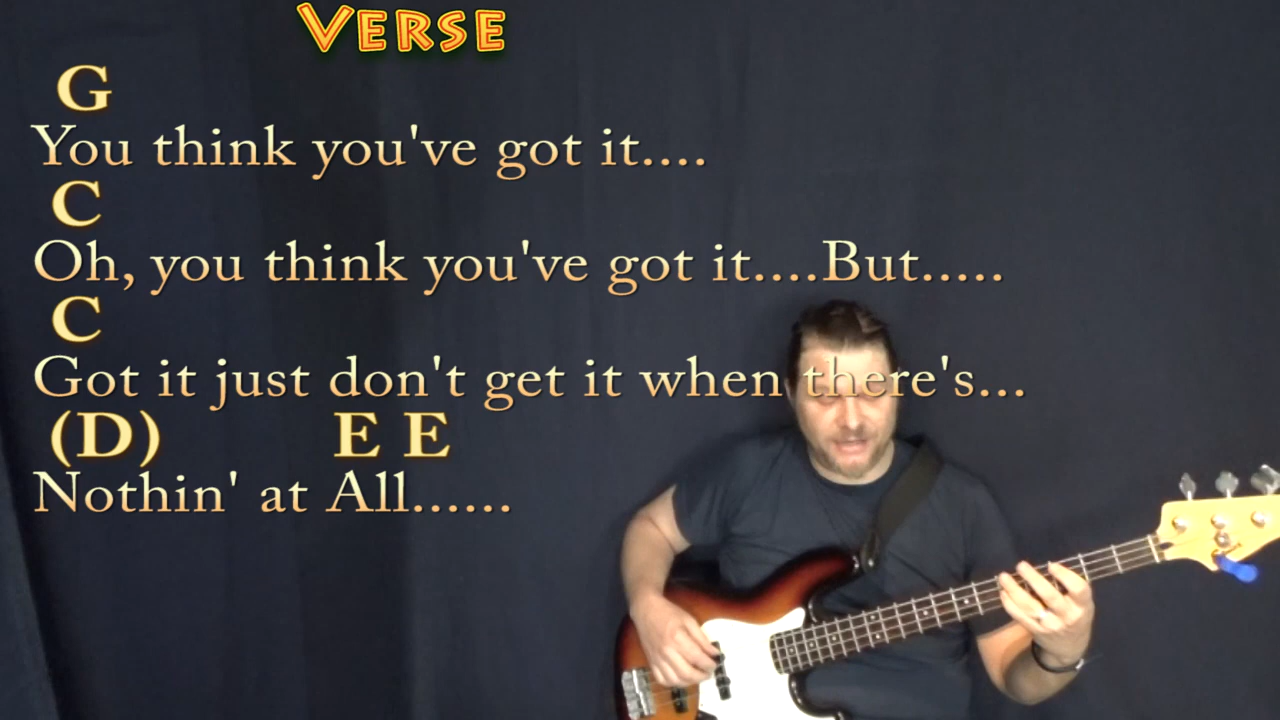 VERSE
G
You think you've got it....
C
Oh, you think you've got it....But.....
C
Got it just don't get it when there's...
(D) E E
Nothin' at All......